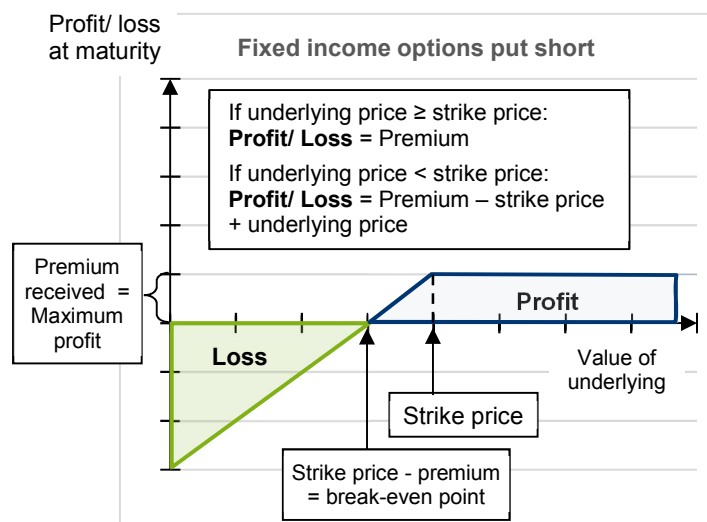 Profit/ loss
at maturity
Fixed income options put short
If underlying price ≥ strike price:
Profit/ Loss = Premium
If underlying price < strike price:
Profit/ Loss = Premium – strike price
+ underlying price
Premium
received =
Maximum
profit
Profit
Loss
Value of
underlying
Strike price
Strike price - premium
= break-even point